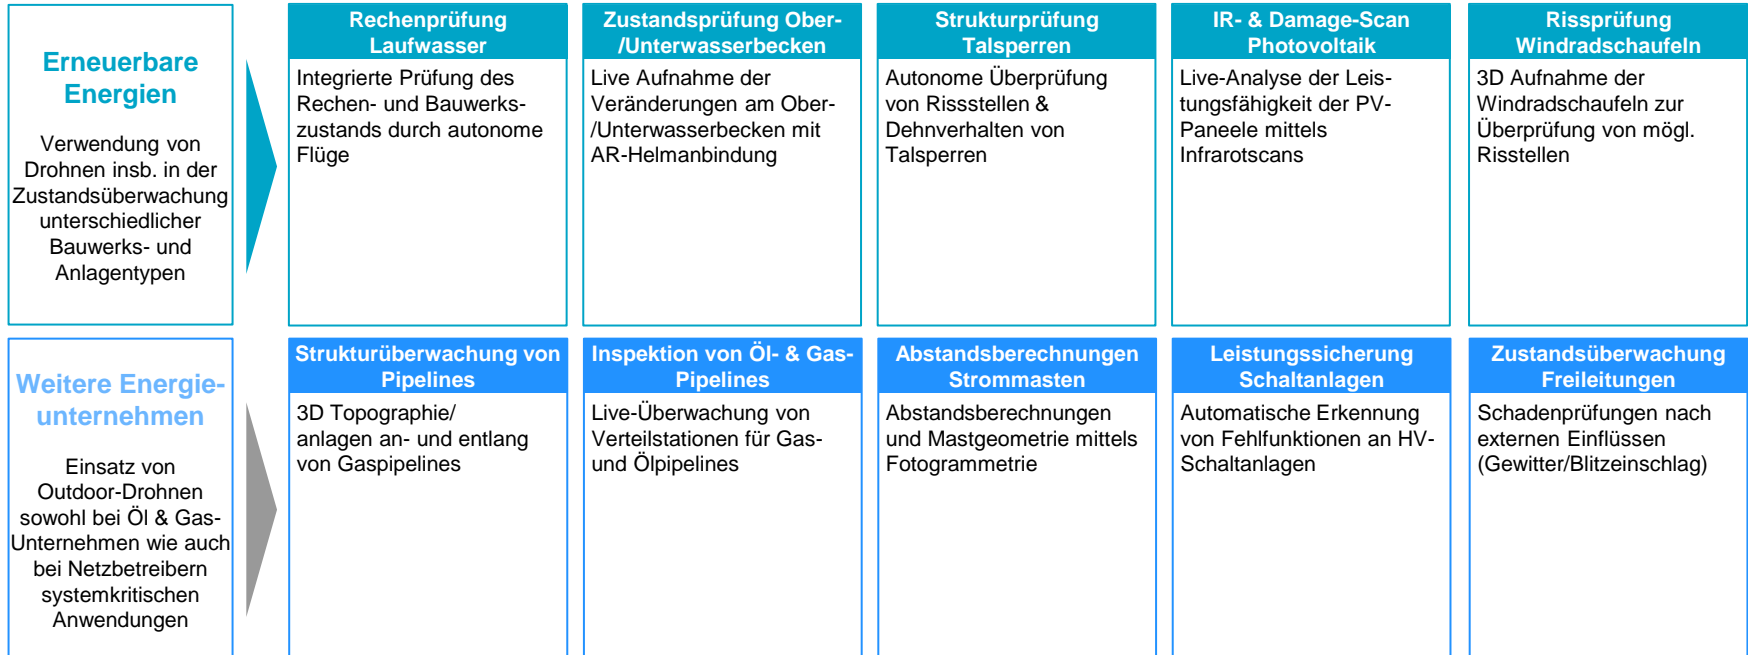 Erneuerbare
Energien
Verwendung von
Drohnen insb. in der
Zustandsüberwachung
unterschiedlicher
Bauwerks- und
Anlagentypen
Rechenprüfung
Laufwasser
Integrierte Prüfung des
Rechen- und Bauwerks-
zustands durch autonome
Flüge
Zustandsprüfung Ober-
/Unterwasserbecken
Live Aufnahme der
Veränderungen am Ober-
/Unterwasserbecken mit
AR-Helmanbindung
Strukturprüfung
Talsperren
Autonome Überprüfung
von Rissstellen &
Dehnverhalten von
Talsperren
IR- & Damage-Scan
Photovoltaik
Live-Analyse der Leis-
tungsfähigkeit der PV-
Paneele mittels
Infrarotscans
Rissprüfung
Windradschaufeln
3D Aufnahme der
Windradschaufeln zur
Überprüfung von mögl.
Risstellen
Weitere Energie-
unternehmen
Einsatz von
Outdoor-Drohnen
sowohl bei Öl & Gas-
Unternehmen wie auch
bei Netzbetreibern
systemkritischen
Anwendungen
Strukturüberwachung von
Pipelines
3D Topographie/
anlagen an- und entlang
von Gaspipelines
Inspektion von Öl- & Gas-
Pipelines
Live-Überwachung von
Verteilstationen für Gas-
und Ölpipelines
Abstandsberechnungen
Strommasten
Abstandsberechnungen
und Mastgeometrie mittels
Fotogrammetrie
Leistungssicherung
Schaltanlagen
Automatische Erkennung
von Fehlfunktionen an HV-
Schaltanlagen
Zustandsüberwachung
Freileitungen
Schadenprüfungen nach
externen Einflüssen
(Gewitter/Blitzeinschlag)